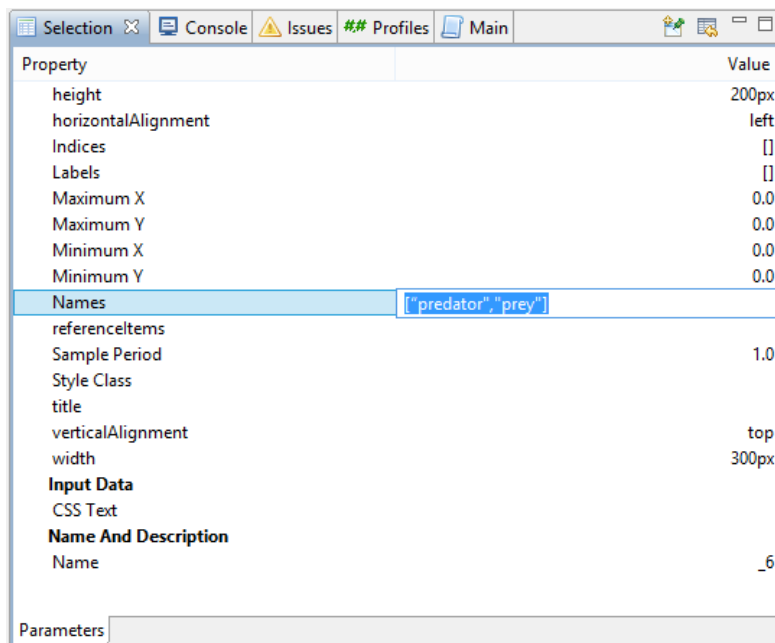 Selection Console Issues ## Profiles Main
Property Value
height 200px
horizontalAlignment left
Indices []
Labels []
Maximum X 0.0
Maximum Y 0.0
Minimum X 0.0
Minimum Y 0.0
Names ["predator","prey"]
referenceItems
Sample Period 1.0
Style Class
title
verticalAlignment top
width 300px
Input Data
CSS Text
Name And Description
Name _6
Parameters